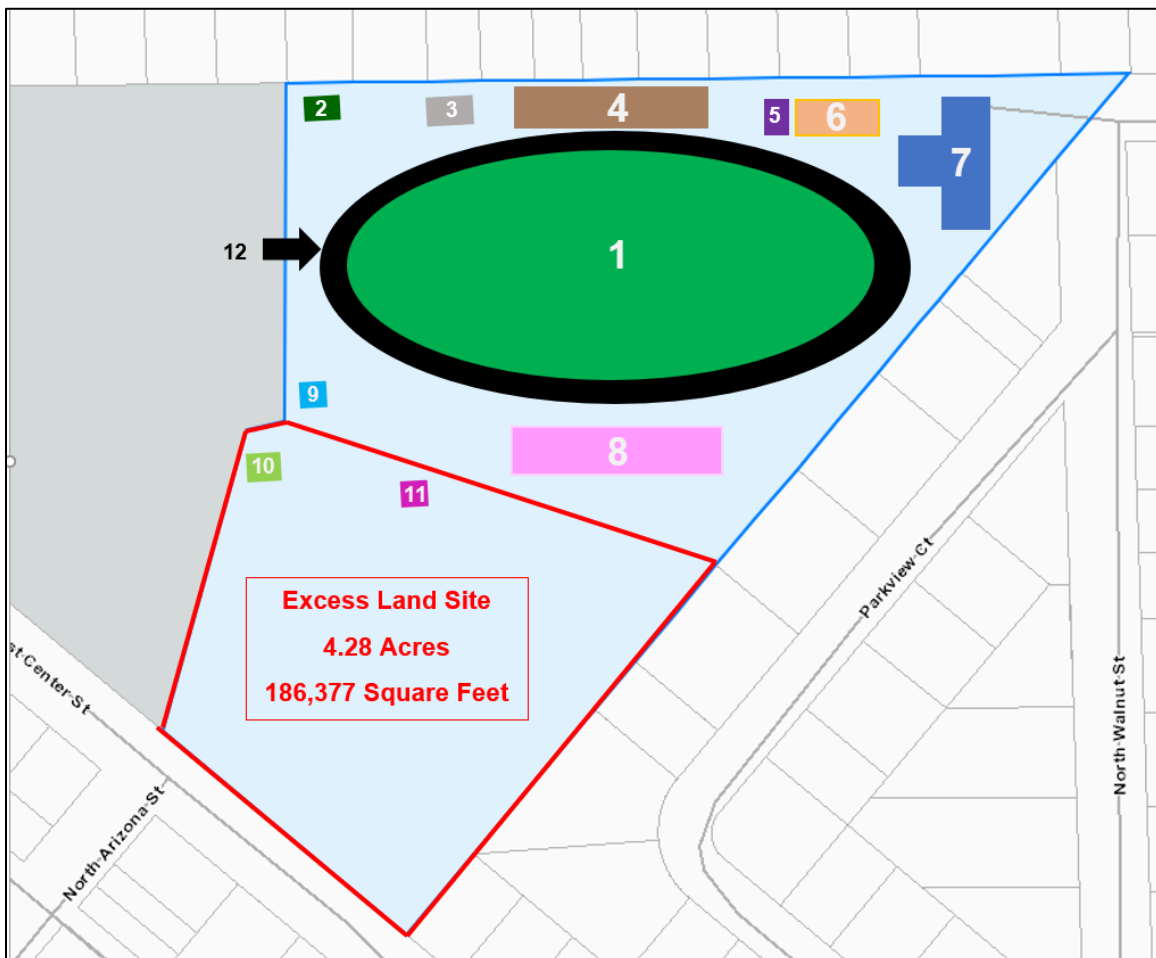 2
3
4
5
6
7
1
12
9
8
10
11
Excess Land Site
4.28 Acres
186,377 Square Feet
Parkview Ct
North Walnut St
st Center St
North Arizona St